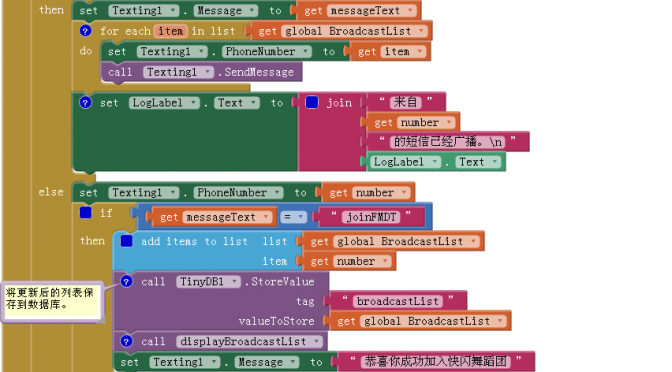 then set Texting1 . Message to get messageText
? for each item in list get global BroadcastList
do set Texting1 . PhoneNumber to get item
call Texting1 .SendMessage
? set LogLabel . Text to join “ 来自 ”
get number
“ 的短信已经广播。\n ”
LogLabel . Text
else set Texting1 . PhoneNumber to get number
if get messageText = “ joinFMDT ”
then add items to list list get global BroadcastList
item get number
? call TinyDB1 .StoreValue
将更新后的列表保
存到数据库。
tag “ broadcastList ”
valueToStore get global BroadcastList
? call displayBroadcastList
set Texting1 . Message to “ 恭喜你成功加入快闪舞蹈团